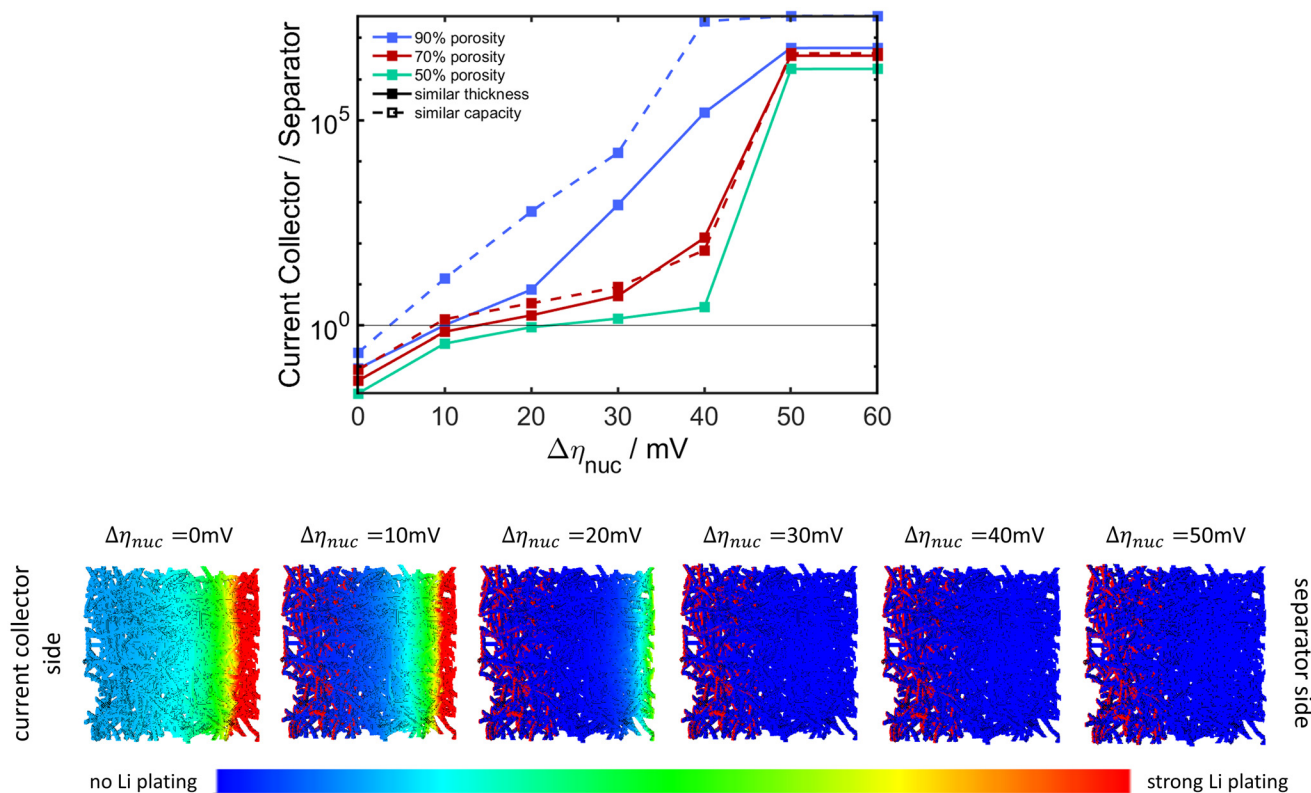 Current Collector / Separator
10^5
10^0
90% porosity
70% porosity
50% porosity
similar thickness
similar capacity
0 10 20 30 40 50 60
Δη_nuc / mV
Δη_nuc =0mV
Δη_nuc =10mV
Δη_nuc =20mV
Δη_nuc =30mV
Δη_nuc =40mV
Δη_nuc =50mV
current collector
side
separator side
no Li plating
strong Li plating